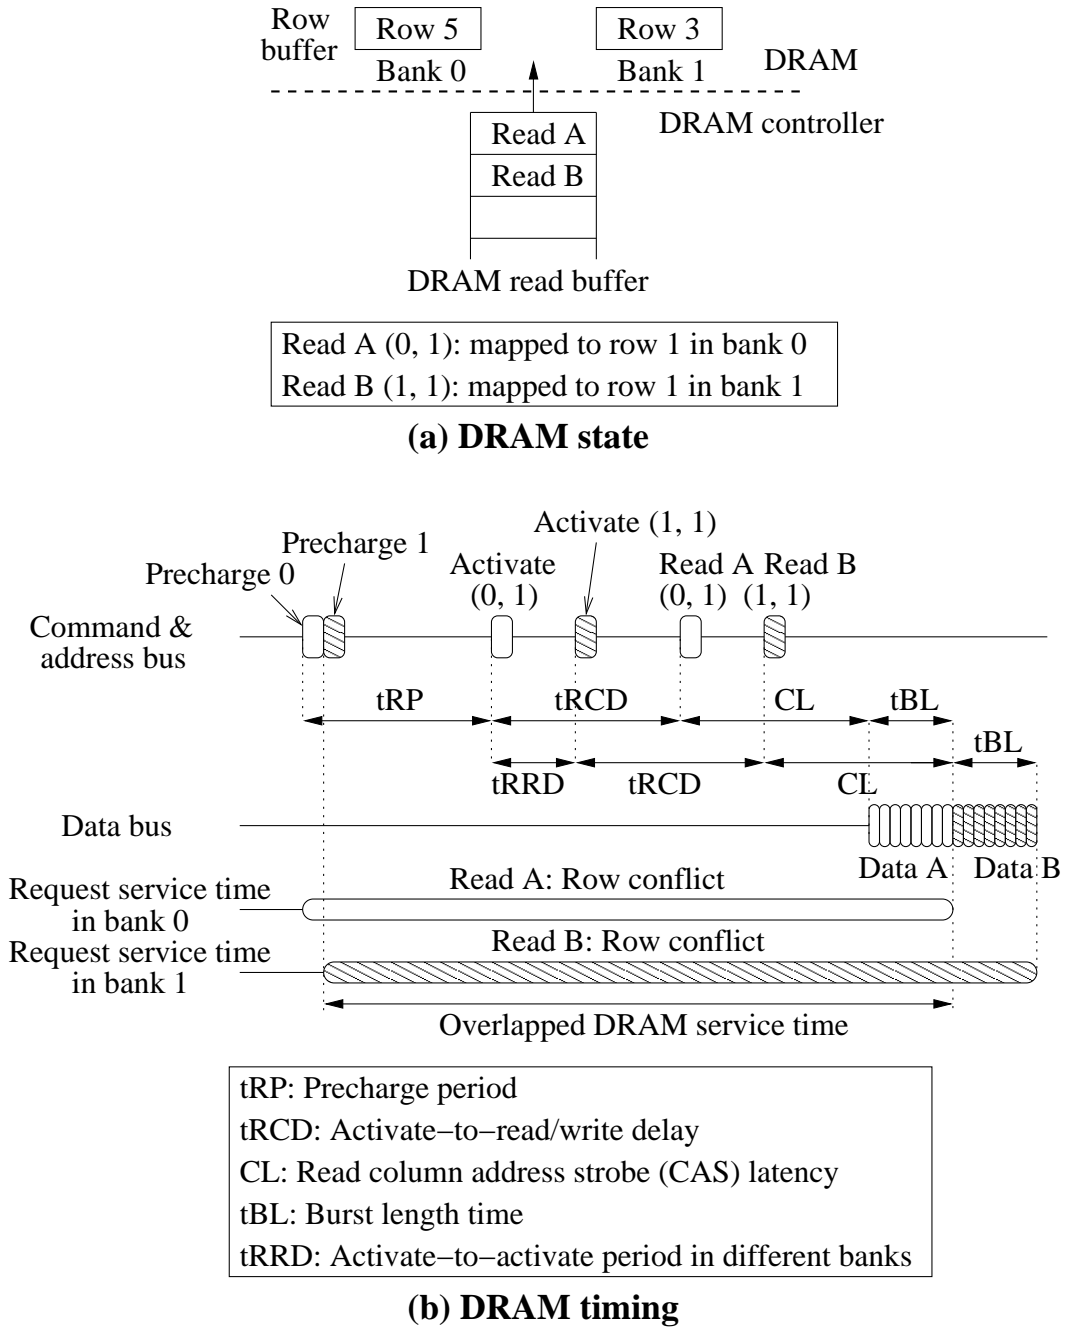 Row
buffer
Row 5
Row 3
Bank 0
Bank 1
DRAM
DRAM controller
Read A
Read B
DRAM read buffer
Read A (0, 1): mapped to row 1 in bank 0
Read B (1, 1): mapped to row 1 in bank 1
(a) DRAM state
Activate (1, 1)
Precharge 1
Precharge 0
Activate
(0, 1)
Read A
(0, 1)
Read B
(1, 1)
Command &
address bus
tRP
tRCD
CL
tBL
tRRD
tRCD
CL
tBL
Data bus
Data A
Data B
Request service time
in bank 0
Read A: Row conflict
Request service time
in bank 1
Read B: Row conflict
Overlapped DRAM service time
tRP: Precharge period
tRCD: Activate−to−read/write delay
CL: Read column address strobe (CAS) latency
tBL: Burst length time
tRRD: Activate−to−activate period in different banks
(b) DRAM timing